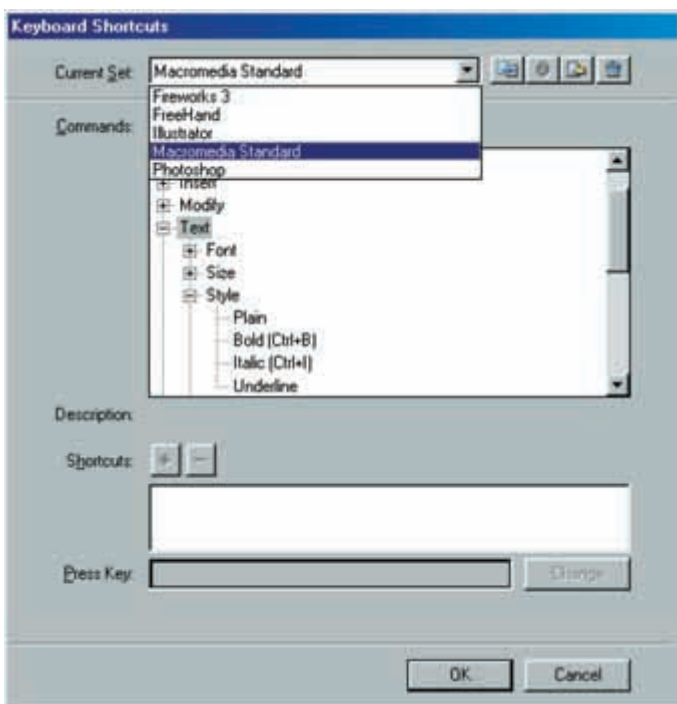 Keyboard Shortcuts
Current Set: Macromedia Standard
Fireworks 3
FreeHand
Illustrator
Macromedia Standard
Photoshop
Commands:
Insert
Modify
Text
Font
Size
Style
Plain
Bold (Ctrl+B)
Italic (Ctrl+I)
Underline
Description:
Shortcuts:
Press Key:
Change
OK
Cancel